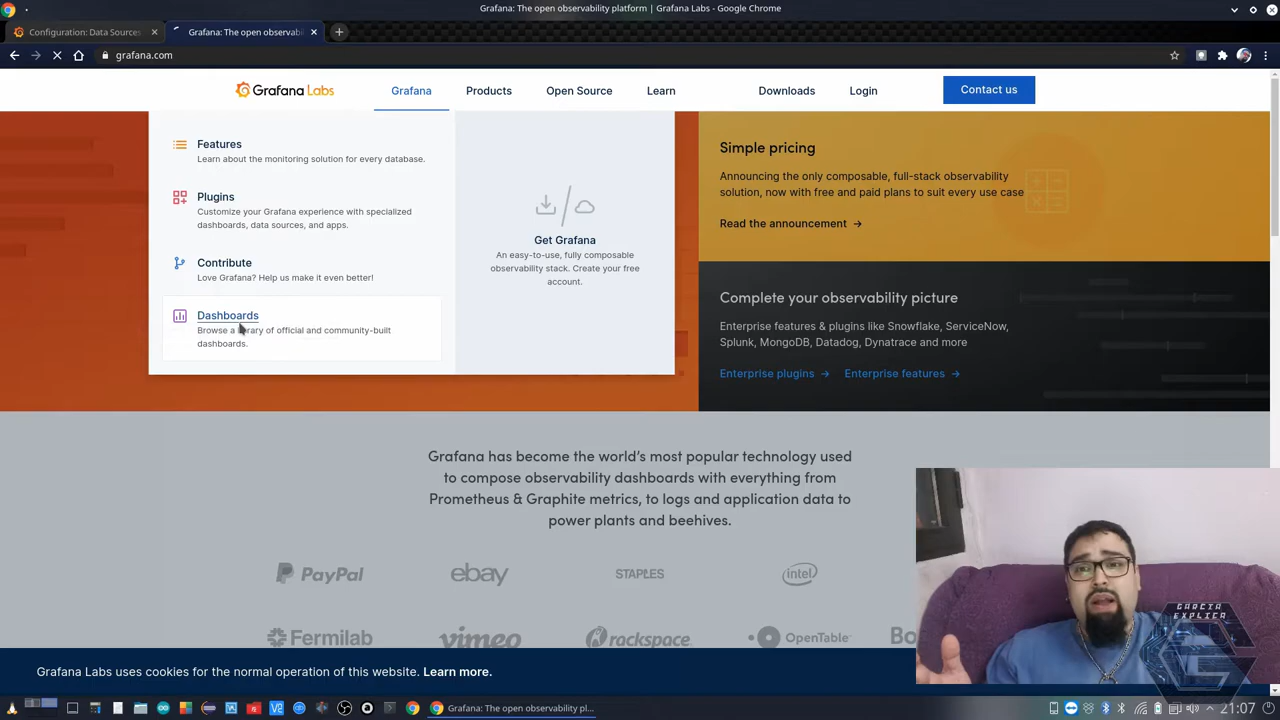 Grafana: The open observability platform | Grafana Labs - Google Chrome
Configuration: Data Sources
Grafana: The open observabil
grafana.com
Grafana Labs
Grafana
Products
Open Source
Learn
Downloads
Login
Contact us
Features
Learn about the monitoring solution for every database.
Plugins
Customize your Grafana experience with specialized
dashboards, data sources, and apps.
Contribute
Love Grafana? Help us make it even better!
Dashboards
Browse a library of official and community-built
dashboards.
Get Grafana
An easy-to-use, fully composable
observability stack. Create your free
account.
Simple pricing
Announcing the only composable, full-stack observability
solution, now with free and paid plans to suit every use case
Read the announcement →
Complete your observability picture
Enterprise features & plugins like Snowflake, ServiceNow,
Splunk, MongoDB, Datadog, Dynatrace and more
Enterprise plugins → Enterprise features →
Grafana has become the world's most popular technology used
to compose observability dashboards with everything from
Prometheus & Graphite metrics, to logs and application data to
power plants and beehives.
PayPal
ebay
STAPLES
intel
Fermilab
vimeo
rackspace
OpenTable
Bo
Grafana Labs uses cookies for the normal operation of this website. Learn more.
GARCIA
EXPLICA
Grafana: The open observability pl...
21:07